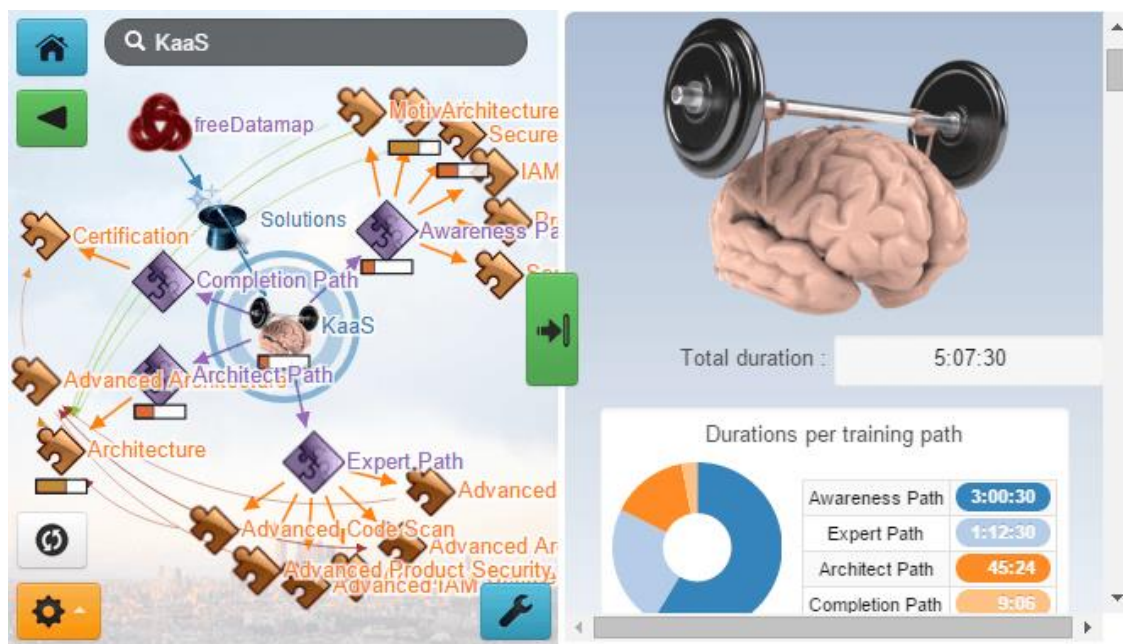 KaaS
freeDatamap
MotivArchitecture
Secure
IAM
Solutions
Awareness Pa
Certification
Completion Path
KaaS
Architect Path
Advanced Architecture
Architecture
Expert Path
Advanced
Advanced Code Scan
Advanced Ar
Advanced Product Security
Advanced IAM
Total duration :
5:07:30
Durations per training path
Awareness Path 3:00:30
Expert Path 1:12:30
Architect Path 45:24
Completion Path 9:06